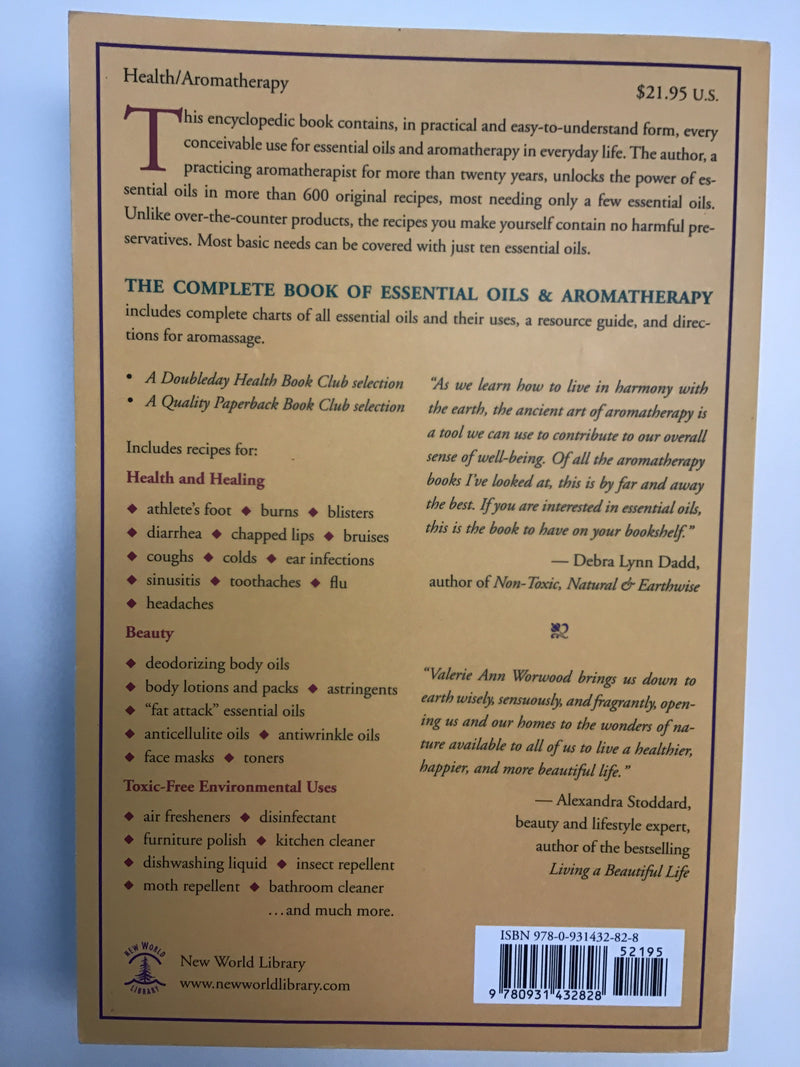 Health/Aromatherapy
$21.95 U.S.
This encyclopedic book contains, in practical and easy-to-understand form, every
conceivable use for essential oils and aromatherapy in everyday life. The author, a
practicing aromatherapist for more than twenty years, unlocks the power of es-
sential oils in more than 600 original recipes, most needing only a few essential oils.
Unlike over-the-counter products, the recipes you make yourself contain no harmful pre-
servatives. Most basic needs can be covered with just ten essential oils.
THE COMPLETE BOOK OF ESSENTIAL OILS & AROMATHERAPY
includes complete charts of all essential oils and their uses, a resource guide, and direc-
tions for aromassage.
• A Doubleday Health Book Club selection
• A Quality Paperback Book Club selection
Includes recipes for:
Health and Healing
◆ athlete's foot ◆ burns ◆ blisters
◆ diarrhea ◆ chapped lips ◆ bruises
◆ coughs ◆ colds ◆ ear infections
◆ sinusitis ◆ toothaches ◆ flu
◆ headaches
Beauty
◆ deodorizing body oils
◆ body lotions and packs ◆ astringents
◆ "fat attack" essential oils
◆ anticellulite oils ◆ antiwrinkle oils
◆ face masks ◆ toners
Toxic-Free Environmental Uses
◆ air fresheners ◆ disinfectant
◆ furniture polish ◆ kitchen cleaner
◆ dishwashing liquid ◆ insect repellent
◆ moth repellent ◆ bathroom cleaner
...and much more.
"As we learn how to live in harmony with
the earth, the ancient art of aromatherapy is
a tool we can use to contribute to our overall
sense of well-being. Of all the aromatherapy
books I've looked at, this is by far and away
the best. If you are interested in essential oils,
this is the book to have on your bookshelf."
— Debra Lynn Dadd,
author of Non-Toxic, Natural & Earthwise
"Valerie Ann Worwood brings us down to
earth wisely, sensuously, and fragrantly, open-
ing us and our homes to the wonders of na-
ture available to all of us to live a healthier,
happier, and more beautiful life."
— Alexandra Stoddard,
beauty and lifestyle expert,
author of the bestselling
Living a Beautiful Life
NEW WORLD
LIBRARY
New World Library
www.newworldlibrary.com
ISBN 978-0-931432-82-8
52195
9 780931 432828